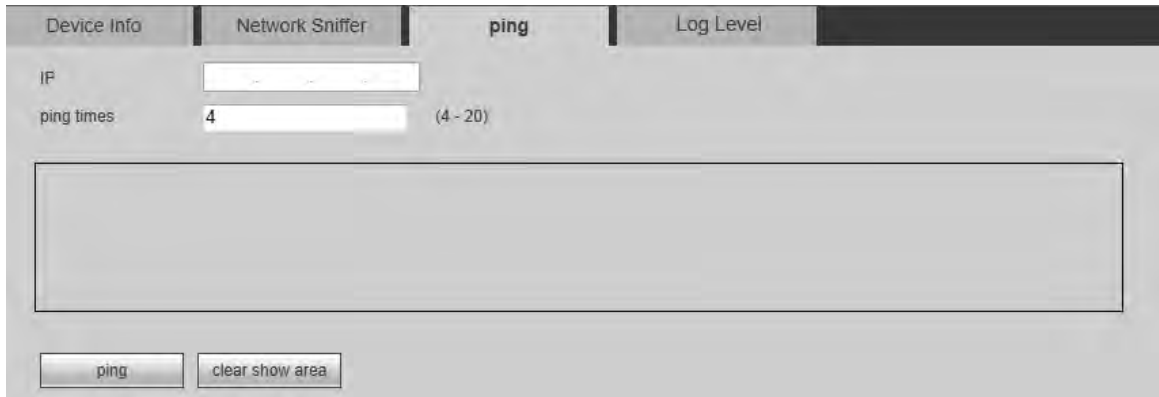 Device Info Network Sniffer ping Log Level
IP
. . .
ping times 4 (4 - 20)
ping clear show area